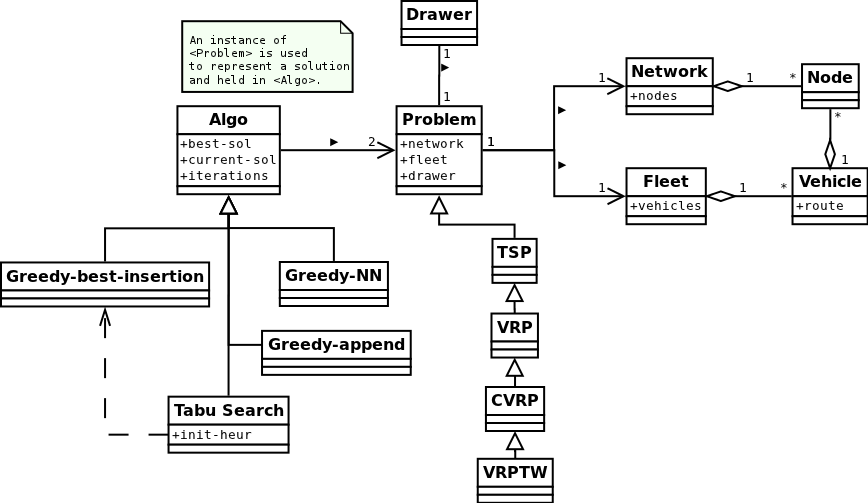 Drawer
An instance of
<Problem> is used
to represent a solution
and held in <Algo>.
1
1
Algo
+best-sol
+current-sol
+iterations
2
Problem
+network
+fleet
+drawer
1
1
Network
+nodes
1
*
Node
*
1
1
Fleet
+vehicles
1
*
Vehicle
+route
TSP
Greedy-best-insertion
Greedy-NN
VRP
Greedy-append
CVRP
Tabu Search
+init-heur
VRPTW